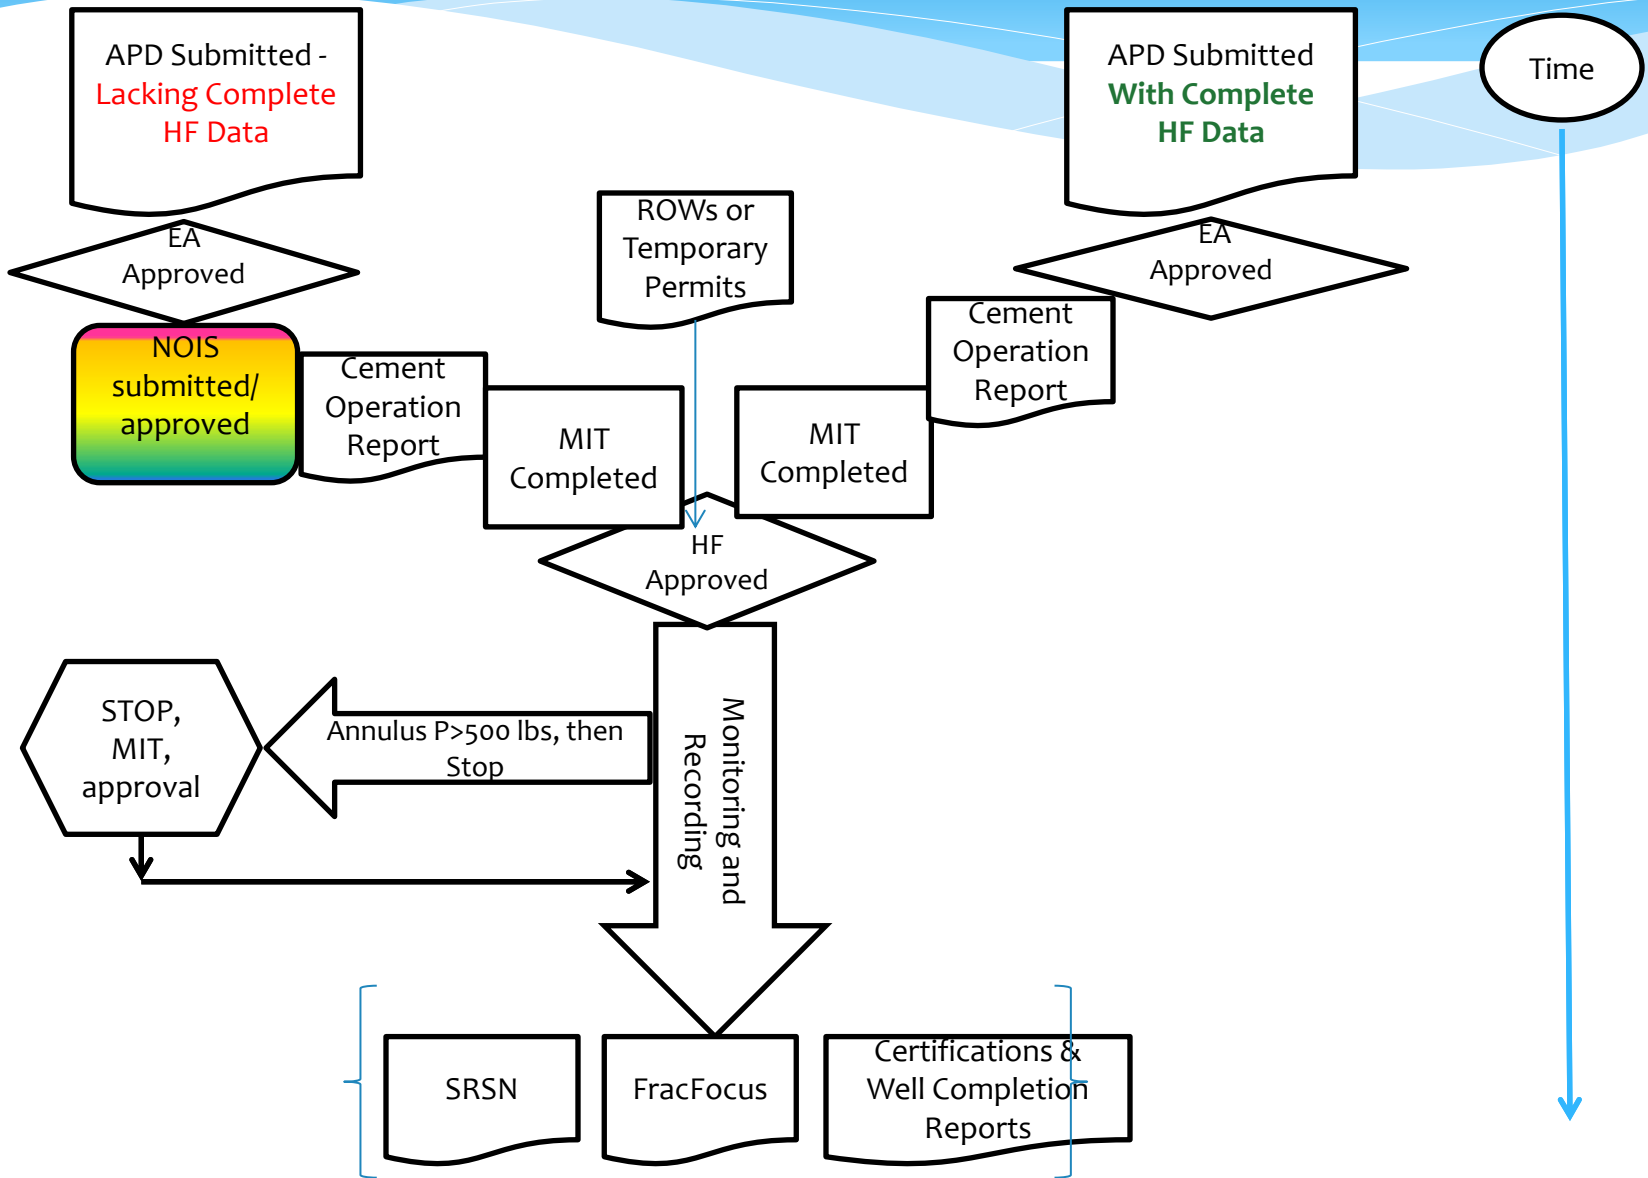 APD Submitted -
Lacking Complete
HF Data
APD Submitted
With Complete
HF Data
Time
EA
Approved
ROWs or
Temporary
Permits
EA
Approved
NOIS
submitted/
approved
Cement
Operation
Report
MIT
Completed
MIT
Completed
Cement
Operation
Report
HF
Approved
STOP,
MIT,
approval
Annulus P>500 lbs, then
Stop
Monitoring and
Recording
SRSN
FracFocus
Certifications &
Well Completion
Reports